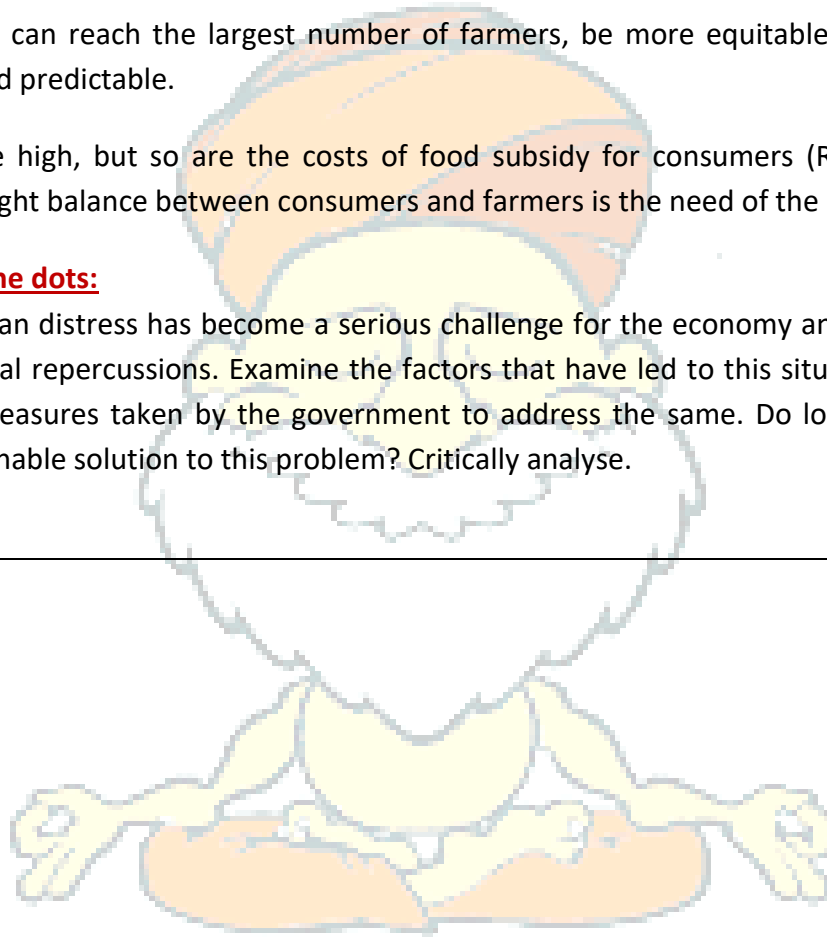 can reach the largest number of farmers, be more equitable
d predictable.
e high, but so are the costs of food subsidy for consumers (R
ght balance between consumers and farmers is the need of the
ne dots:
an distress has become a serious challenge for the economy an
al repercussions. Examine the factors that have led to this situ
easures taken by the government to address the same. Do lo
nable solution to this problem? Critically analyse.